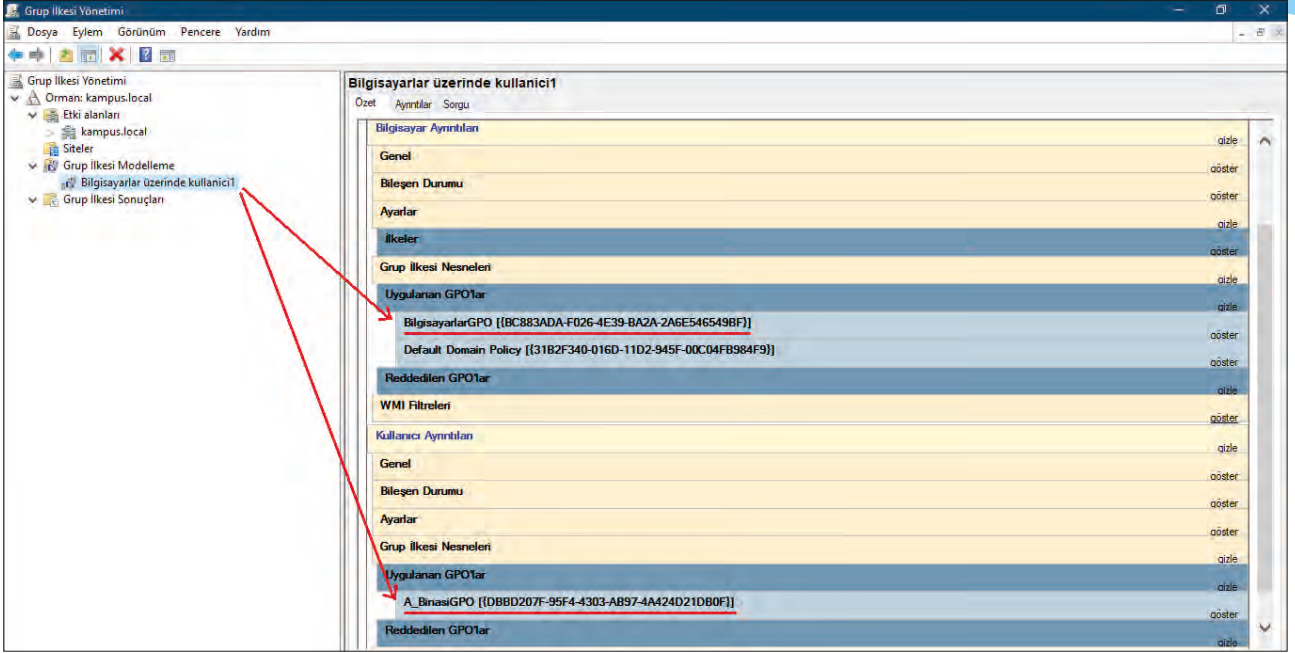 Grup İlkesi Yönetimi
Dosya Eylem Görünüm Pencere Yardım
Grup İlkesi Yönetimi
Orman: kampus.local
Etki alanları
kampus.local
Siteler
Grup İlkesi Modelleme
Bilgisayarlar üzerinde kullanici1
Grup İlkesi Sonuçları
Bilgisayarlar üzerinde kullanici1
Özet Ayrıntılar Sorgu
Bilgisayar Ayrıntıları
gizle
Genel
göster
Bileşen Durumu
göster
Ayarlar
gizle
İlkeler
göster
Grup İlkesi Nesneleri
gizle
Uygulanan GPO'lar
gizle
BilgisayarlarGPO [{BC883ADA-F026-4E39-BA2A-2A6E546549BF}]
göster
Default Domain Policy [{31B2F340-016D-11D2-945F-00C04FB984F9}]
göster
Reddedilen GPO'lar
gizle
WMI Filtreleri
göster
Kullanıcı Ayrıntıları
gizle
Genel
göster
Bileşen Durumu
göster
Ayarlar
göster
Grup İlkesi Nesneleri
gizle
Uygulanan GPO'lar
gizle
A_BinasiGPO [{DBBD207F-95F4-4303-AB97-4A424D21DB0F}]
göster
Reddedilen GPO'lar
gizle